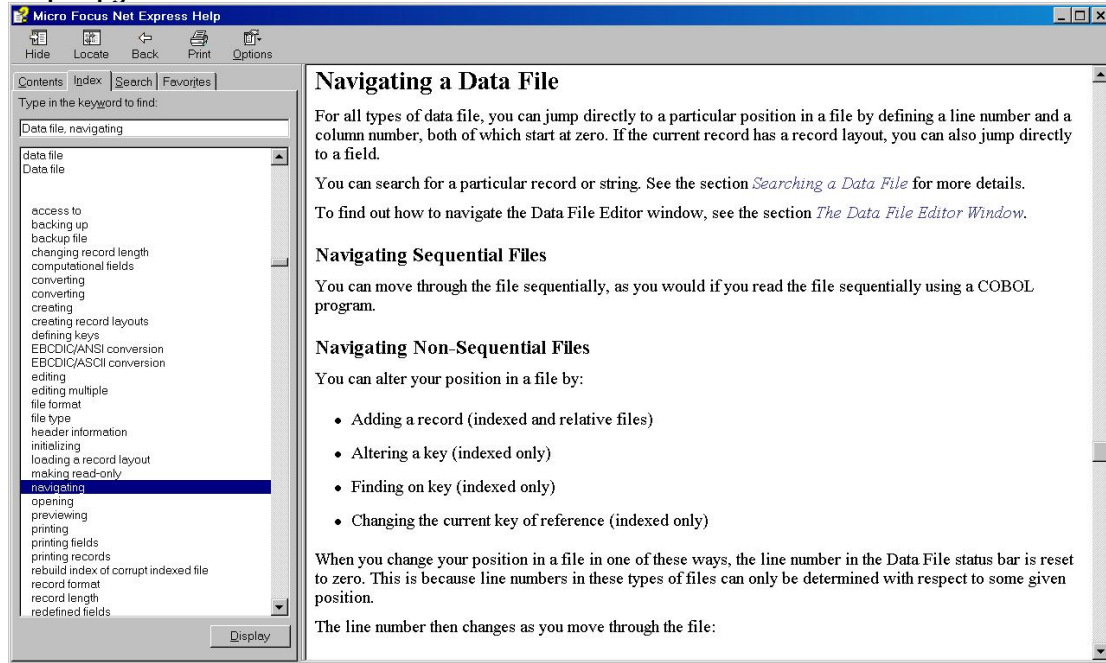 Micro Focus Net Express Help
Hide Locate Back Print Options
Contents Index Search Favorites
Type in the keyword to find:
Data file, navigating
data file
Data file
access to
backing up
backup file
changing record length
computational fields
converting
converting
creating
creating record layouts
defining keys
EBCDIC/ANSI conversion
EBCDIC/ASCII conversion
editing
editing multiple
file format
file type
header information
initializing
loading a record layout
making read-only
navigating
opening
previewing
printing
printing fields
printing records
rebuild index of corrupt indexed file
record format
record length
redefined fields
Display
Navigating a Data File
For all types of data file, you can jump directly to a particular position in a file by defining a line number and a
column number, both of which start at zero. If the current record has a record layout, you can also jump directly
to a field.
You can search for a particular record or string. See the section Searching a Data File for more details.
To find out how to navigate the Data File Editor window, see the section The Data File Editor Window.
Navigating Sequential Files
You can move through the file sequentially, as you would if you read the file sequentially using a COBOL
program.
Navigating Non-Sequential Files
You can alter your position in a file by:
• Adding a record (indexed and relative files)
• Altering a key (indexed only)
• Finding on key (indexed only)
• Changing the current key of reference (indexed only)
When you change your position in a file in one of these ways, the line number in the Data File status bar is reset
to zero. This is because line numbers in these types of files can only be determined with respect to some given
position.
The line number then changes as you move through the file: